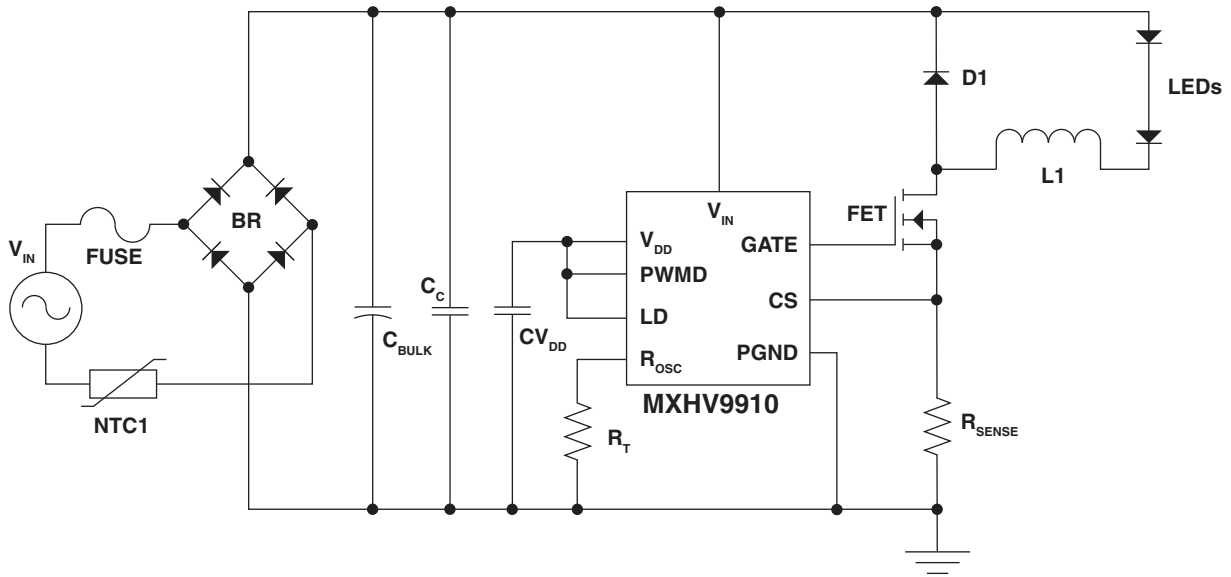 D1
LEDs
L1
BR
FET
V_IN
V_IN
FUSE
V_DD
GATE
PWMD
C_C
CS
LD
CV_DD
C_BULK
R_OSC
PGND
MXHV9910
NTC1
R_T
R_SENSE